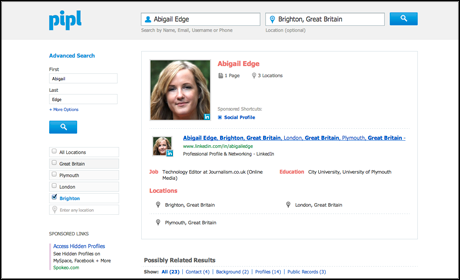 pipl
Abigail Edge
Brighton, Great Britain
Search by Name, Email, Username or Phone
Location (optional)
Advanced Search
First
Abigail
Last
Edge
+ More Options
All Locations
Great Britain
Plymouth
London
Brighton
Enter any location
SPONSORED LINKS
Access Hidden Profiles
See Hidden Profiles on
MySpace, Facebook + More
Spokeo.com
Abigail Edge
1 Page
3 Locations
Sponsored Shortcuts:
Social Profile
in
Abigail Edge, Brighton, Great Britain, London, Great Britain, Plymouth, Great Britain -
www.linkedin.com/in/abigailedge
Professional Profile & Networking - LinkedIn
Job Technology Editor at Journalism.co.uk (Online
Media)
Education City University, University of Plymouth
Locations
Brighton, Great Britain
London, Great Britain
Plymouth, Great Britain
Possibly Related Results
Show: All (23) | Contact (4) | Background (2) | Profiles (14) | Public Records (3)